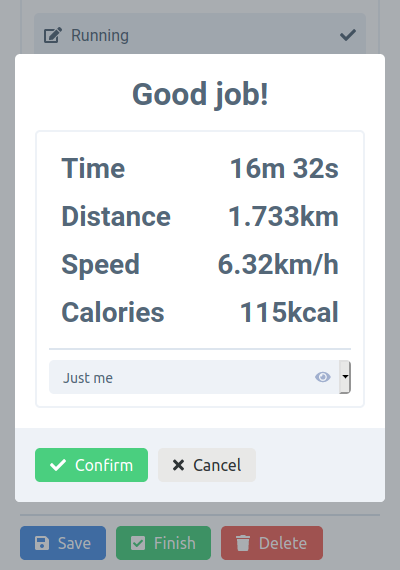 Running
Good job!
Time 16m 32s
Distance 1.733km
Speed 6.32km/h
Calories 115kcal
Just me
Confirm Cancel
Save Finish Delete